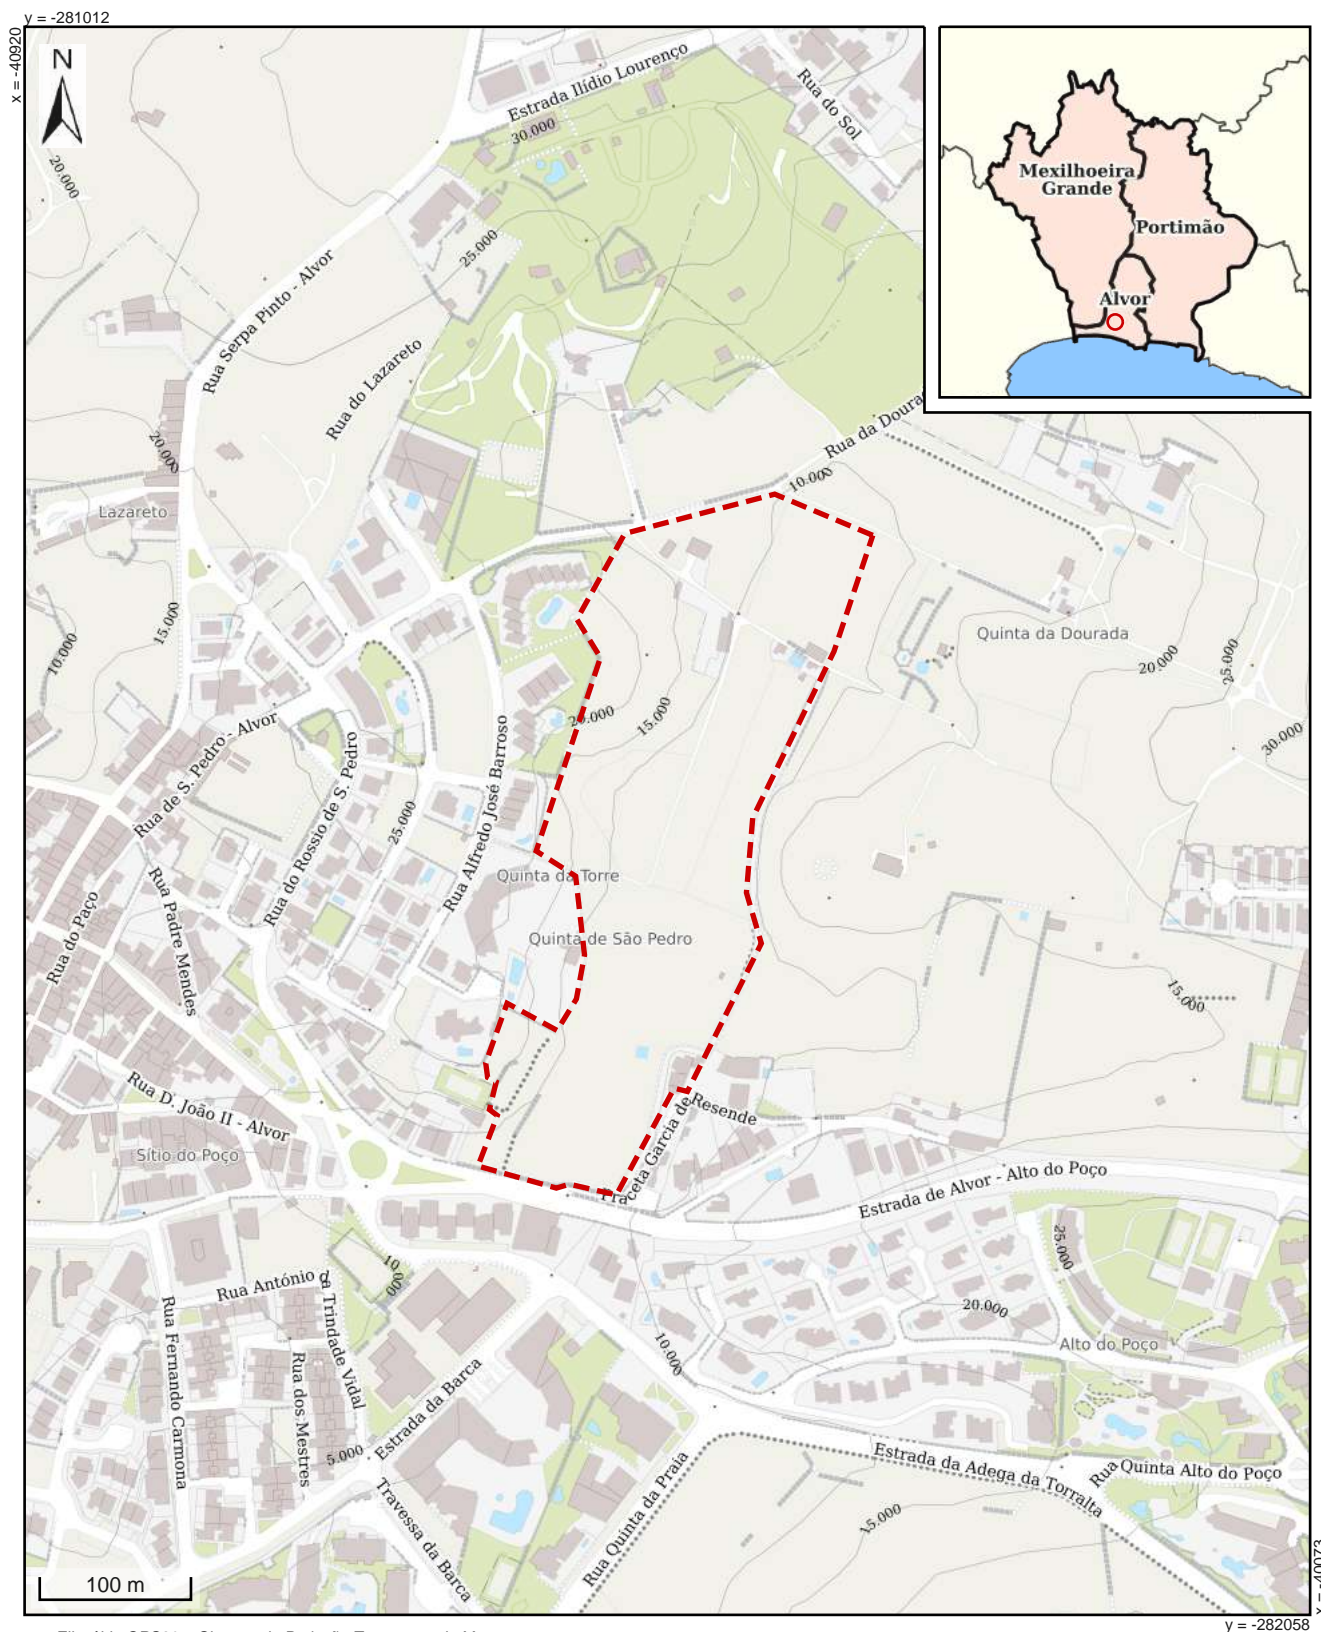 y = -281012
x = -40920
N
Estrada Ilídio Lourenço
30.000
Rua do Sol
20.000
25.000
Mexilhoeira
Grande
Portimão
Alvor
Rua Serpa Pinto - Alvor
Rua do Lazareto
20.000
Rua da Doura
10.000
Lazareto
15.000
10.000
Quinta da Dourada
20.000
25.000
30.000
20.000
15.000
Rua de S. Pedro - Alvor
Rua do Rossio de S. Pedro
25.000
Rua Alfredo José Barroso
Quinta da Torre
Quinta de São Pedro
Rua do Paço
Rua Padre Mendes
15.000
Rua D. João II - Alvor
Sítio do Poço
Praceta Garcia de
Resende
Estrada de Alvor - Alto do Poço
25.000
20.000
Alto do Poço
10.000
10.000
Rua António da Trindade Vidal
Rua Fernando Carmona
Rua dos Mestres
5.000
Estrada da Barca
Travessa da Barca
Rua Quinta da Praia
Estrada da Adega da Torralta
Rua Quinta Alto do Poço
15.000
100 m
x = -40073
y = -282058